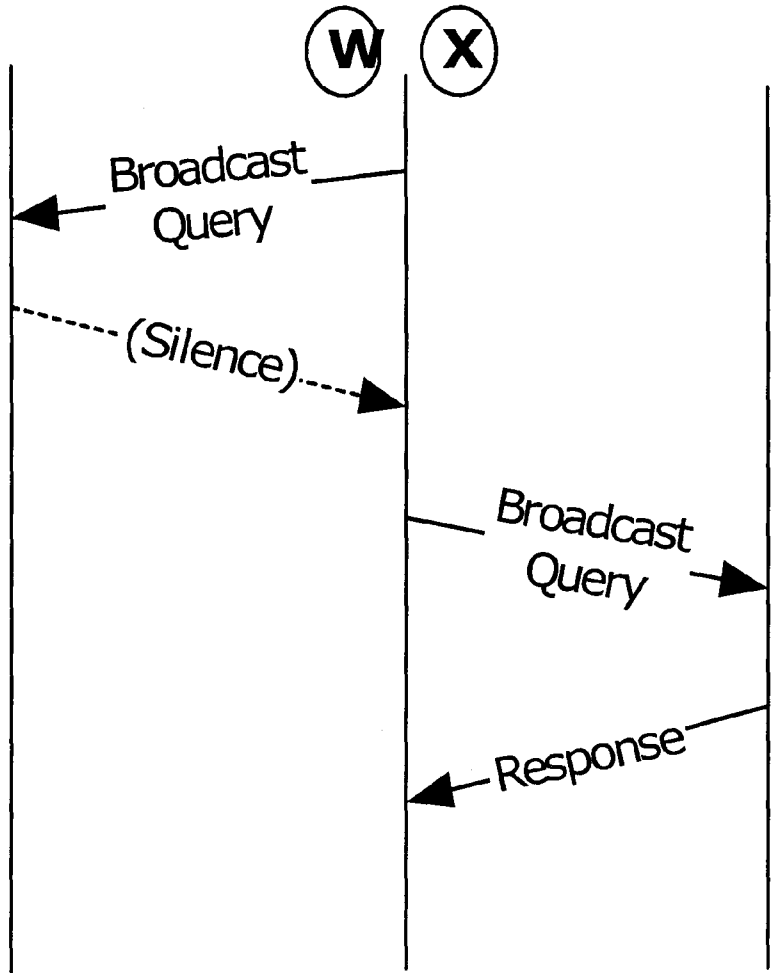 W X
Broadcast
Query
(Silence)
Broadcast
Query
Response